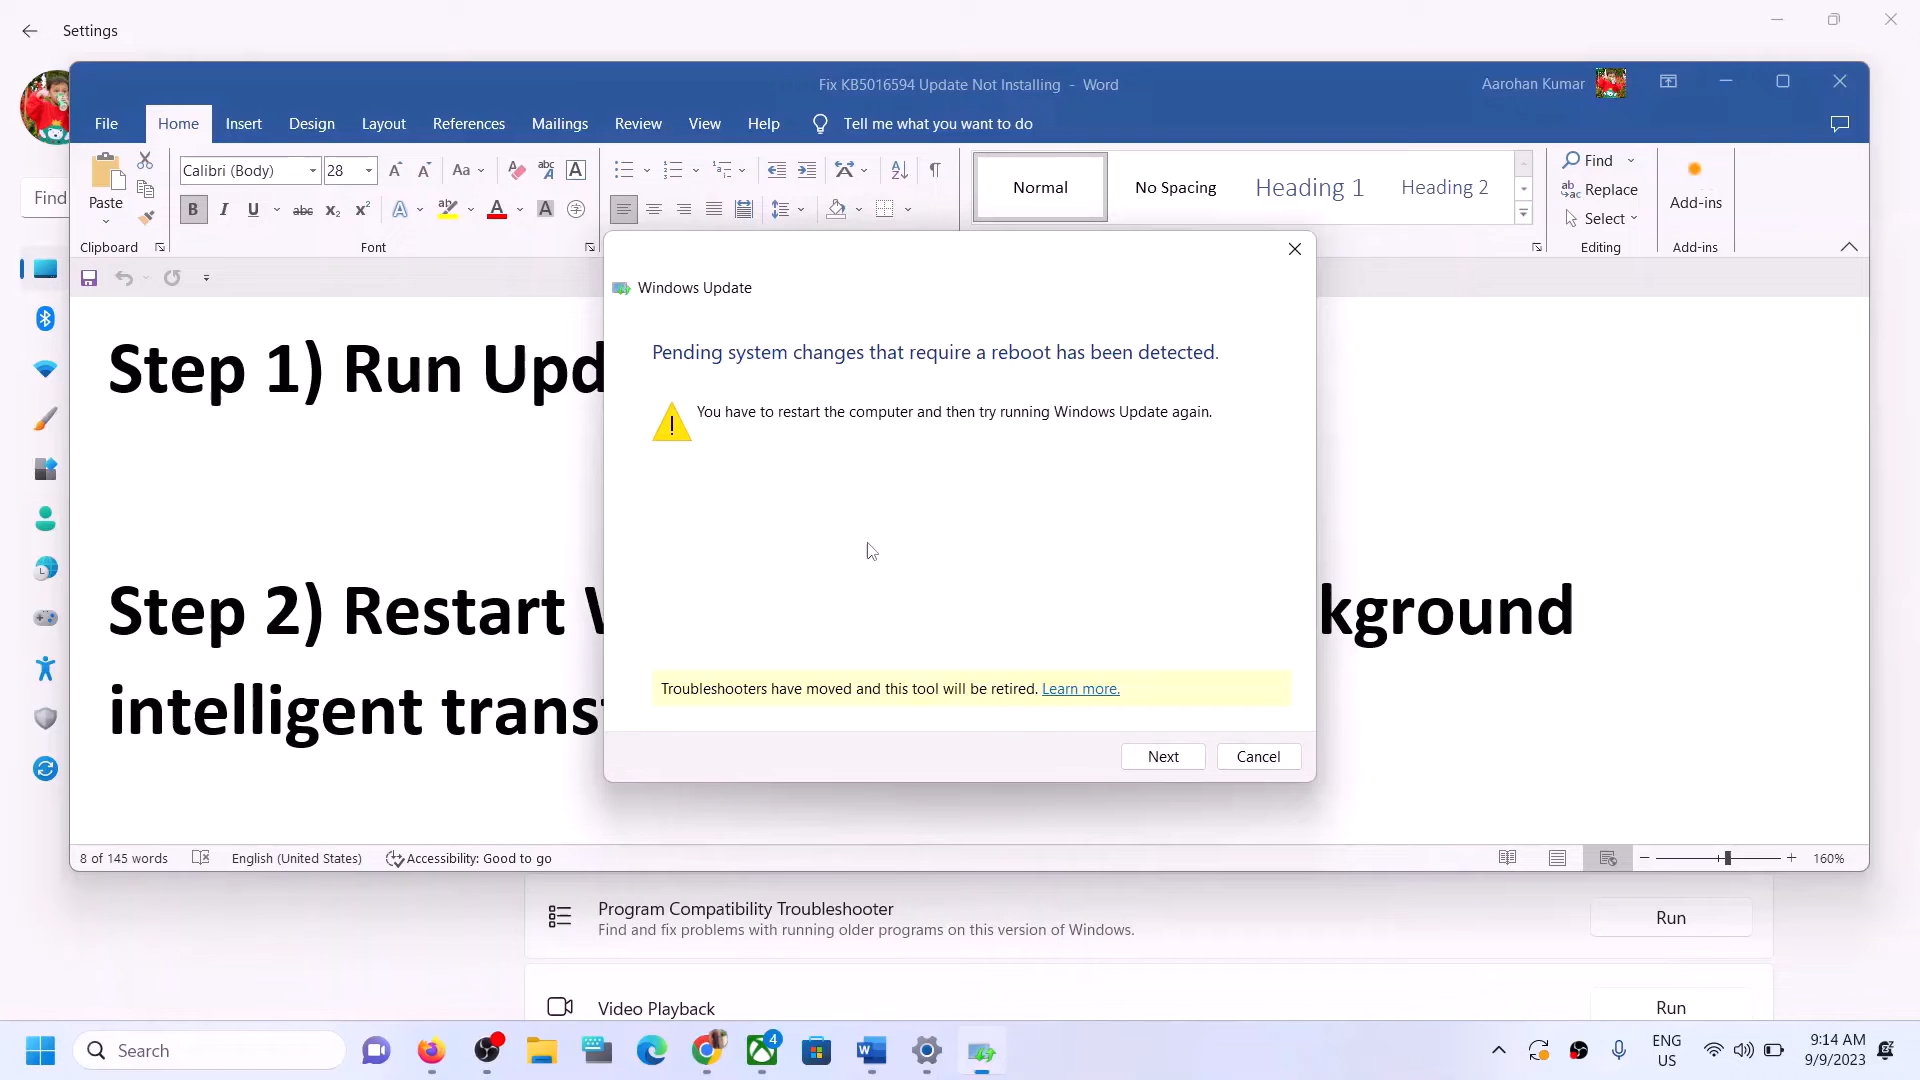 Settings
Fix KB5016594 Update Not Installing - Word
Aarohan Kumar
File Home Insert Design Layout References Mailings Review View Help Tell me what you want to do
Find
Paste
Calibri (Body) 28
Aa
Normal
No Spacing
Heading 1
Heading 2
Find
Replace
Select
Add-ins
Clipboard
Font
Editing
Add-ins
Windows Update
Pending system changes that require a reboot has been detected.
You have to restart the computer and then try running Windows Update again.
Troubleshooters have moved and this tool will be retired. Learn more.
Next
Cancel
Step 1) Run Upd
Step 2) Restart
kground
intelligent trans
8 of 145 words
English (United States)
Accessibility: Good to go
160%
Program Compatibility Troubleshooter
Find and fix problems with running older programs on this version of Windows.
Run
Video Playback
Run
Search
4
ENG
US
9:14 AM
9/9/2023